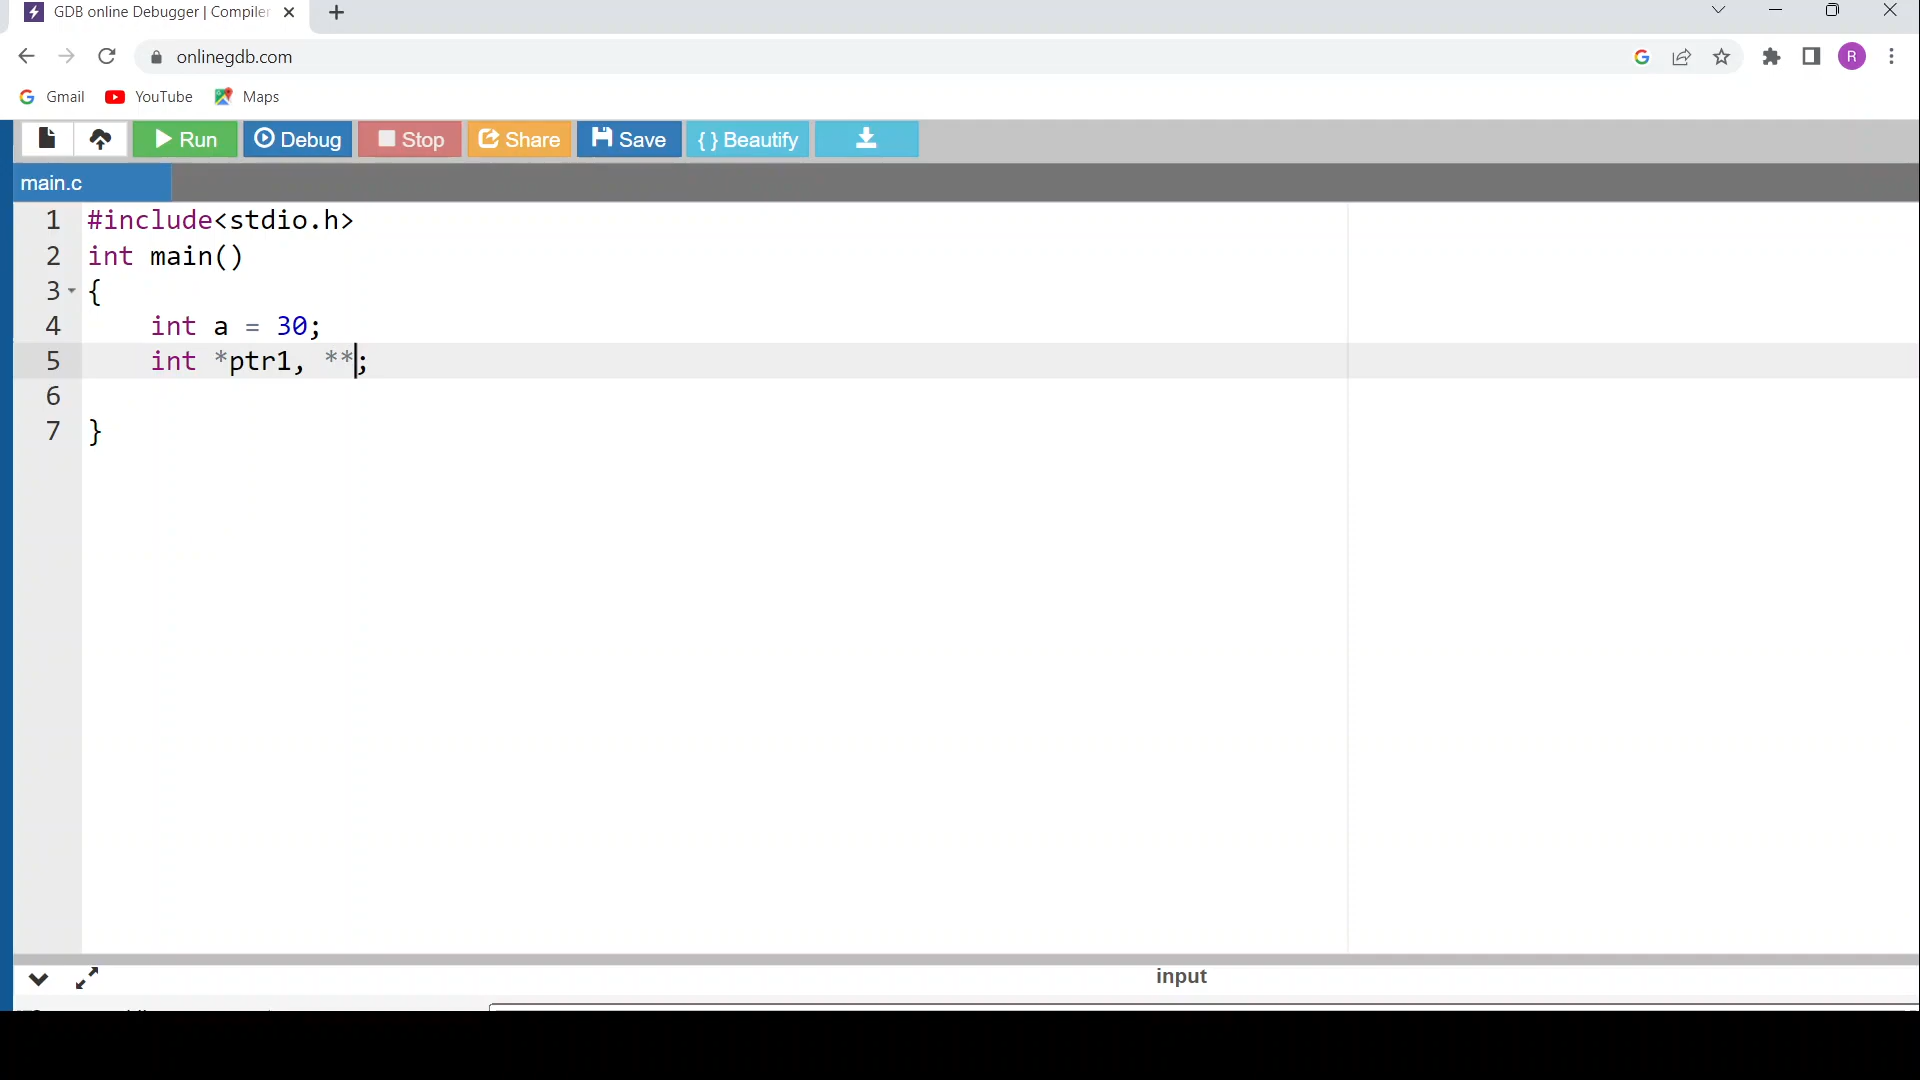 GDB online Debugger | Compiler
onlinegdb.com
R
Gmail YouTube Maps
Run Debug Stop Share Save { } Beautify
main.c
1 #include<stdio.h>
2 int main()
3 {
4 int a = 30;
5 int *ptr1, **;
6
7 }
input